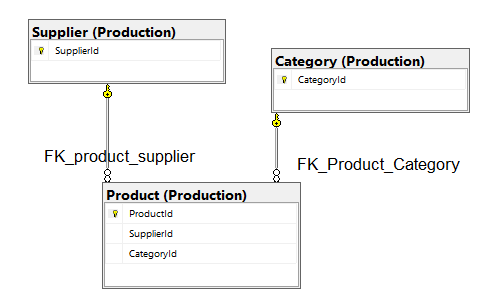 Supplier (Production)
SupplierId
Category (Production)
CategoryId
FK_product_supplier
FK_Product_Category
Product (Production)
ProductId
SupplierId
CategoryId